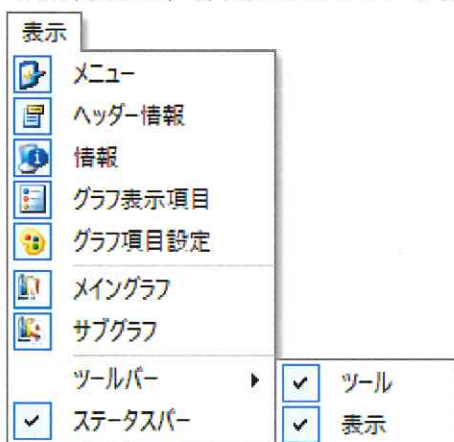 表示
メニュー
ヘッダー情報
情報
グラフ表示項目
グラフ項目設定
メイングラフ
サブグラフ
ツールバー
ツール
ステータスバー
表示